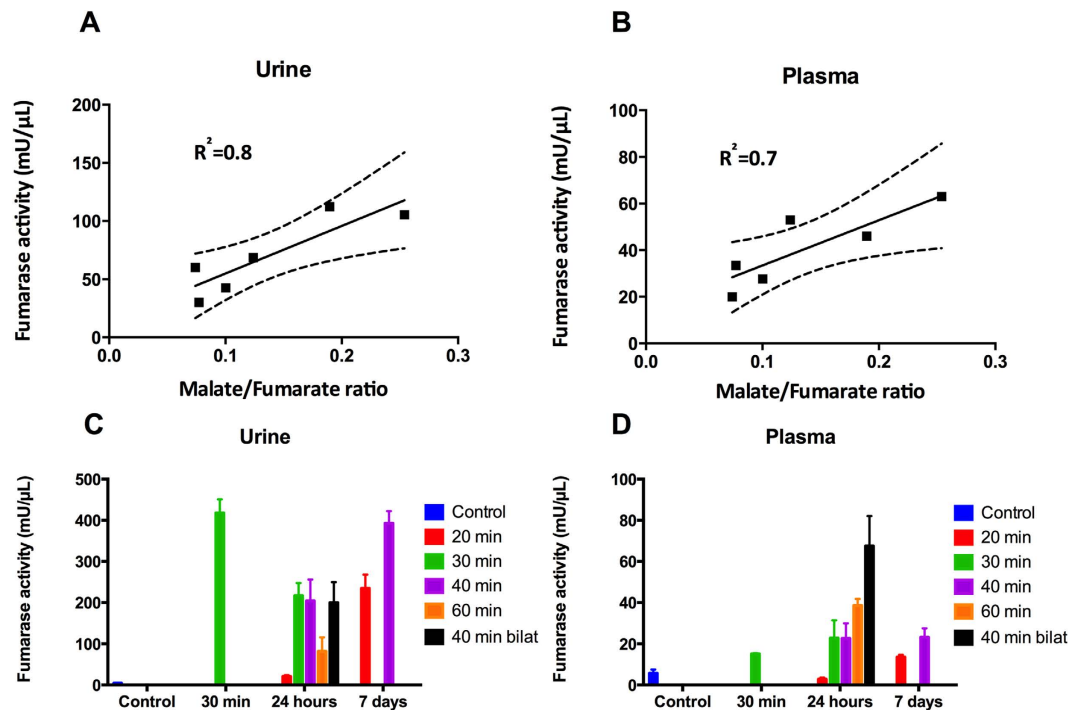 A
Urine
Fumarase activity (mU/µL)
200
150
100
50
0
R²=0.8
0.0 0.1 0.2 0.3
Malate/Fumarate ratio
B
Plasma
Fumarase activity (mU/µL)
100
80
60
40
20
0
R²=0.7
0.0 0.1 0.2 0.3
Malate/Fumarate ratio
C
Urine
Fumarase activity (mU/µL)
500
400
300
200
100
0
Control 30 min 24 hours 7 days
Control
20 min
30 min
40 min
60 min
40 min bilat
D
Plasma
Fumarase activity (mU/µL)
100
80
60
40
20
0
Control 30 min 24 hours 7 days
Control
20 min
30 min
40 min
60 min
40 min bilat